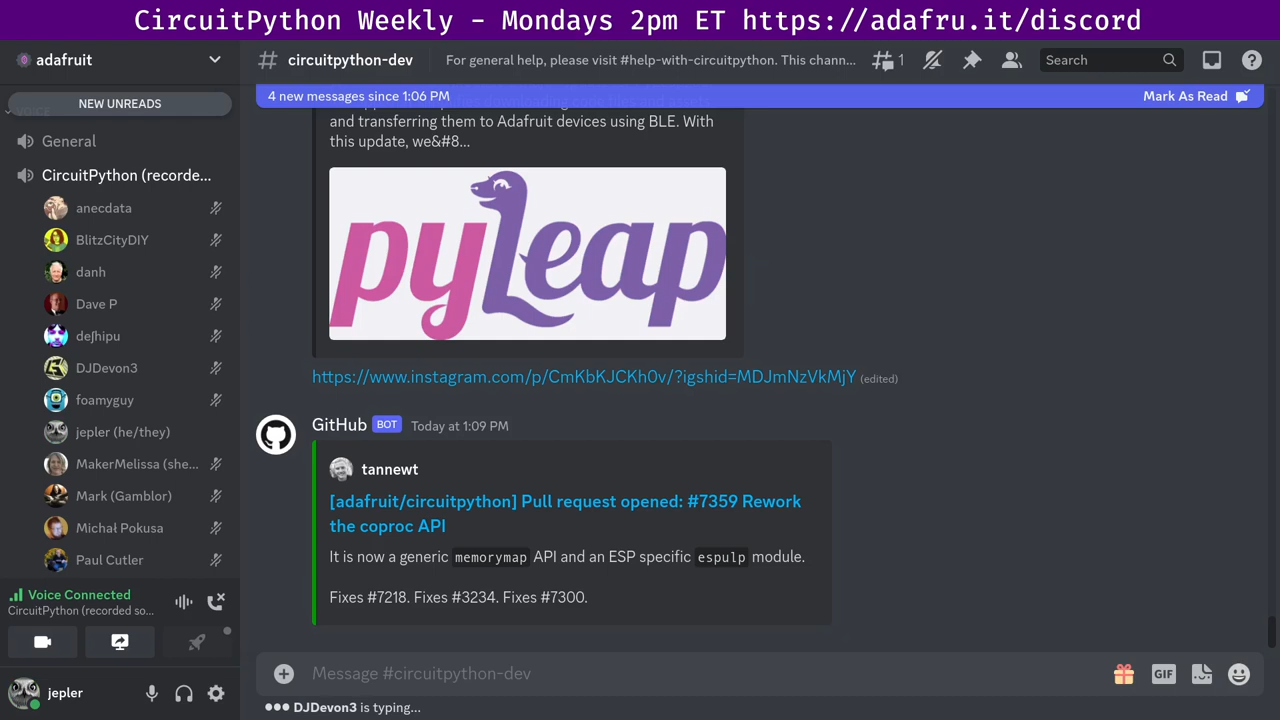 CircuitPython Weekly - Mondays 2pm ET https://adafru.it/discord
adafruit
circuitpython-dev
For general help, please visit #help-with-circuitpython. This chann...
1
Search
NEW UNREADS
4 new messages since 1:06 PM
Mark As Read
General
CircuitPython (recorde...
anecdata
BlitzCityDIY
danh
Dave P
deʃhipu
DJDevon3
foamyguy
jepler (he/they)
MakerMelissa (she...
Mark (Gamblor)
Michał Pokusa
Paul Cutler
Voice Connected
CircuitPython (recorded so...
jepler
and transferring them to Adafruit devices using BLE. With
this update, we&#8...
pyLeap
https://www.instagram.com/p/CmKbKJCKh0v/?igshid=MDJmNzVkMjY (edited)
GitHub BOT Today at 1:09 PM
tannewt
[adafruit/circuitpython] Pull request opened: #7359 Rework
the coproc API
It is now a generic memorymap API and an ESP specific espulp module.
Fixes #7218. Fixes #3234. Fixes #7300.
Message #circuitpython-dev
GIF
DJDevon3 is typing...